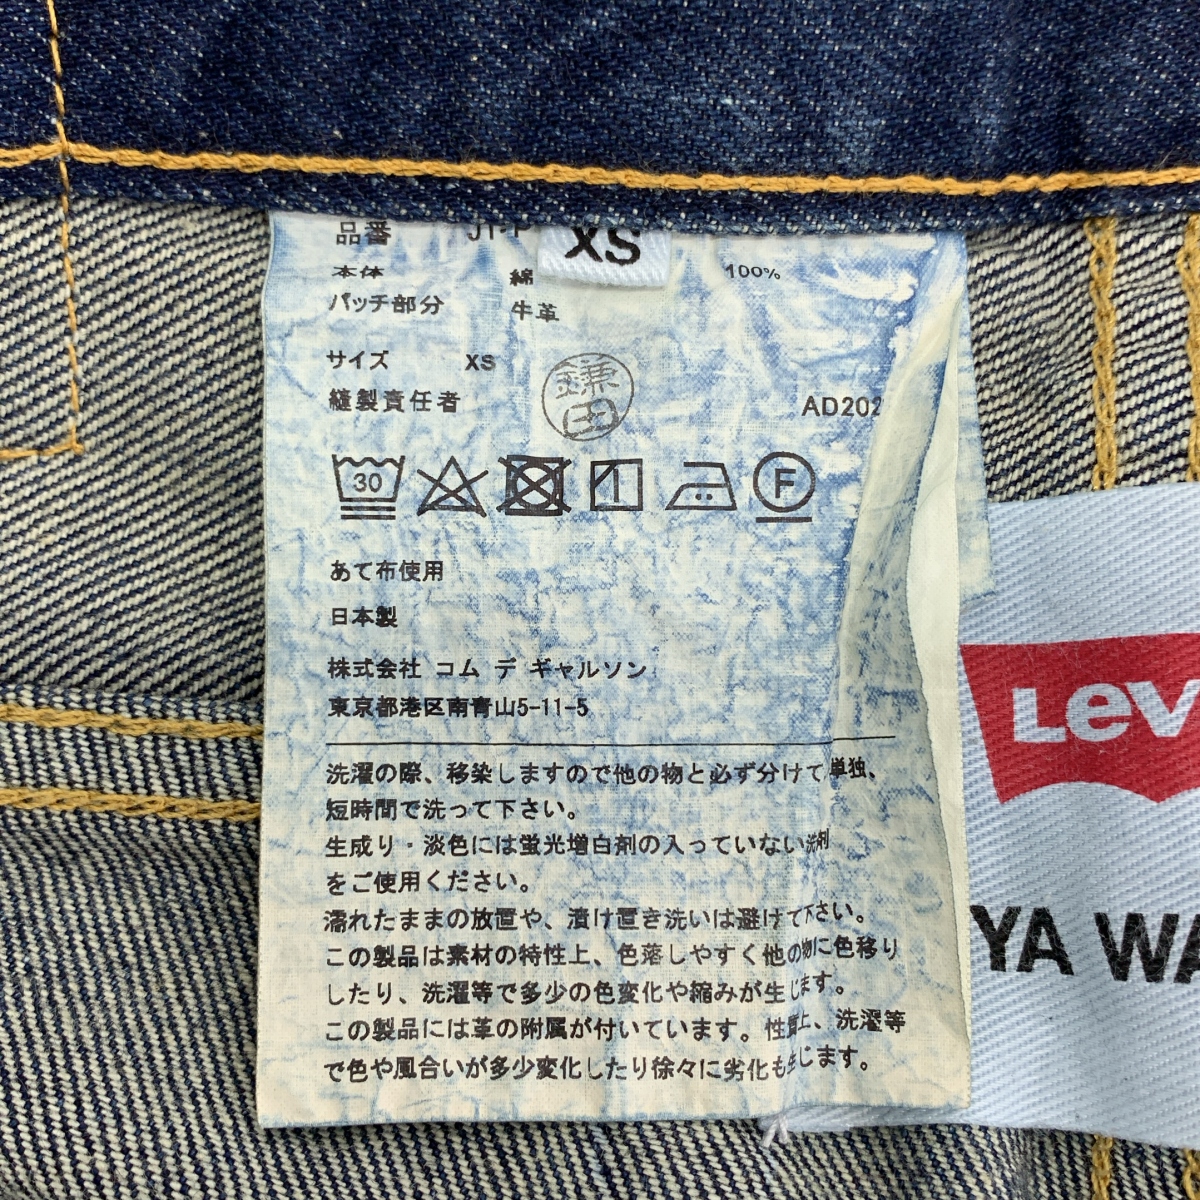 品番 XS
本体 綿 100%
パッチ部分 牛革
サイズ XS
縫製責任者 鎌田 AD202
30 F
あて布使用
日本製
株式会社 コム デ ギャルソン
東京都港区南青山5-11-5
洗濯の際、移染しますので他の物と必ず分けて単独、
短時間で洗って下さい。
生成り・淡色には蛍光増白剤の入っていない洗剤
をご使用ください。
濡れたままの放置や、漬け置き洗いは避けて下さい。
この製品は素材の特性上、色落しやすく他の物に色移り
したり、洗濯等で多少の色変化や縮みが生じます。
この製品には革の附属が付いています。性質上、洗濯等
で色や風合いが多少変化したり徐々に劣化も生じます。
Lev
YA WA